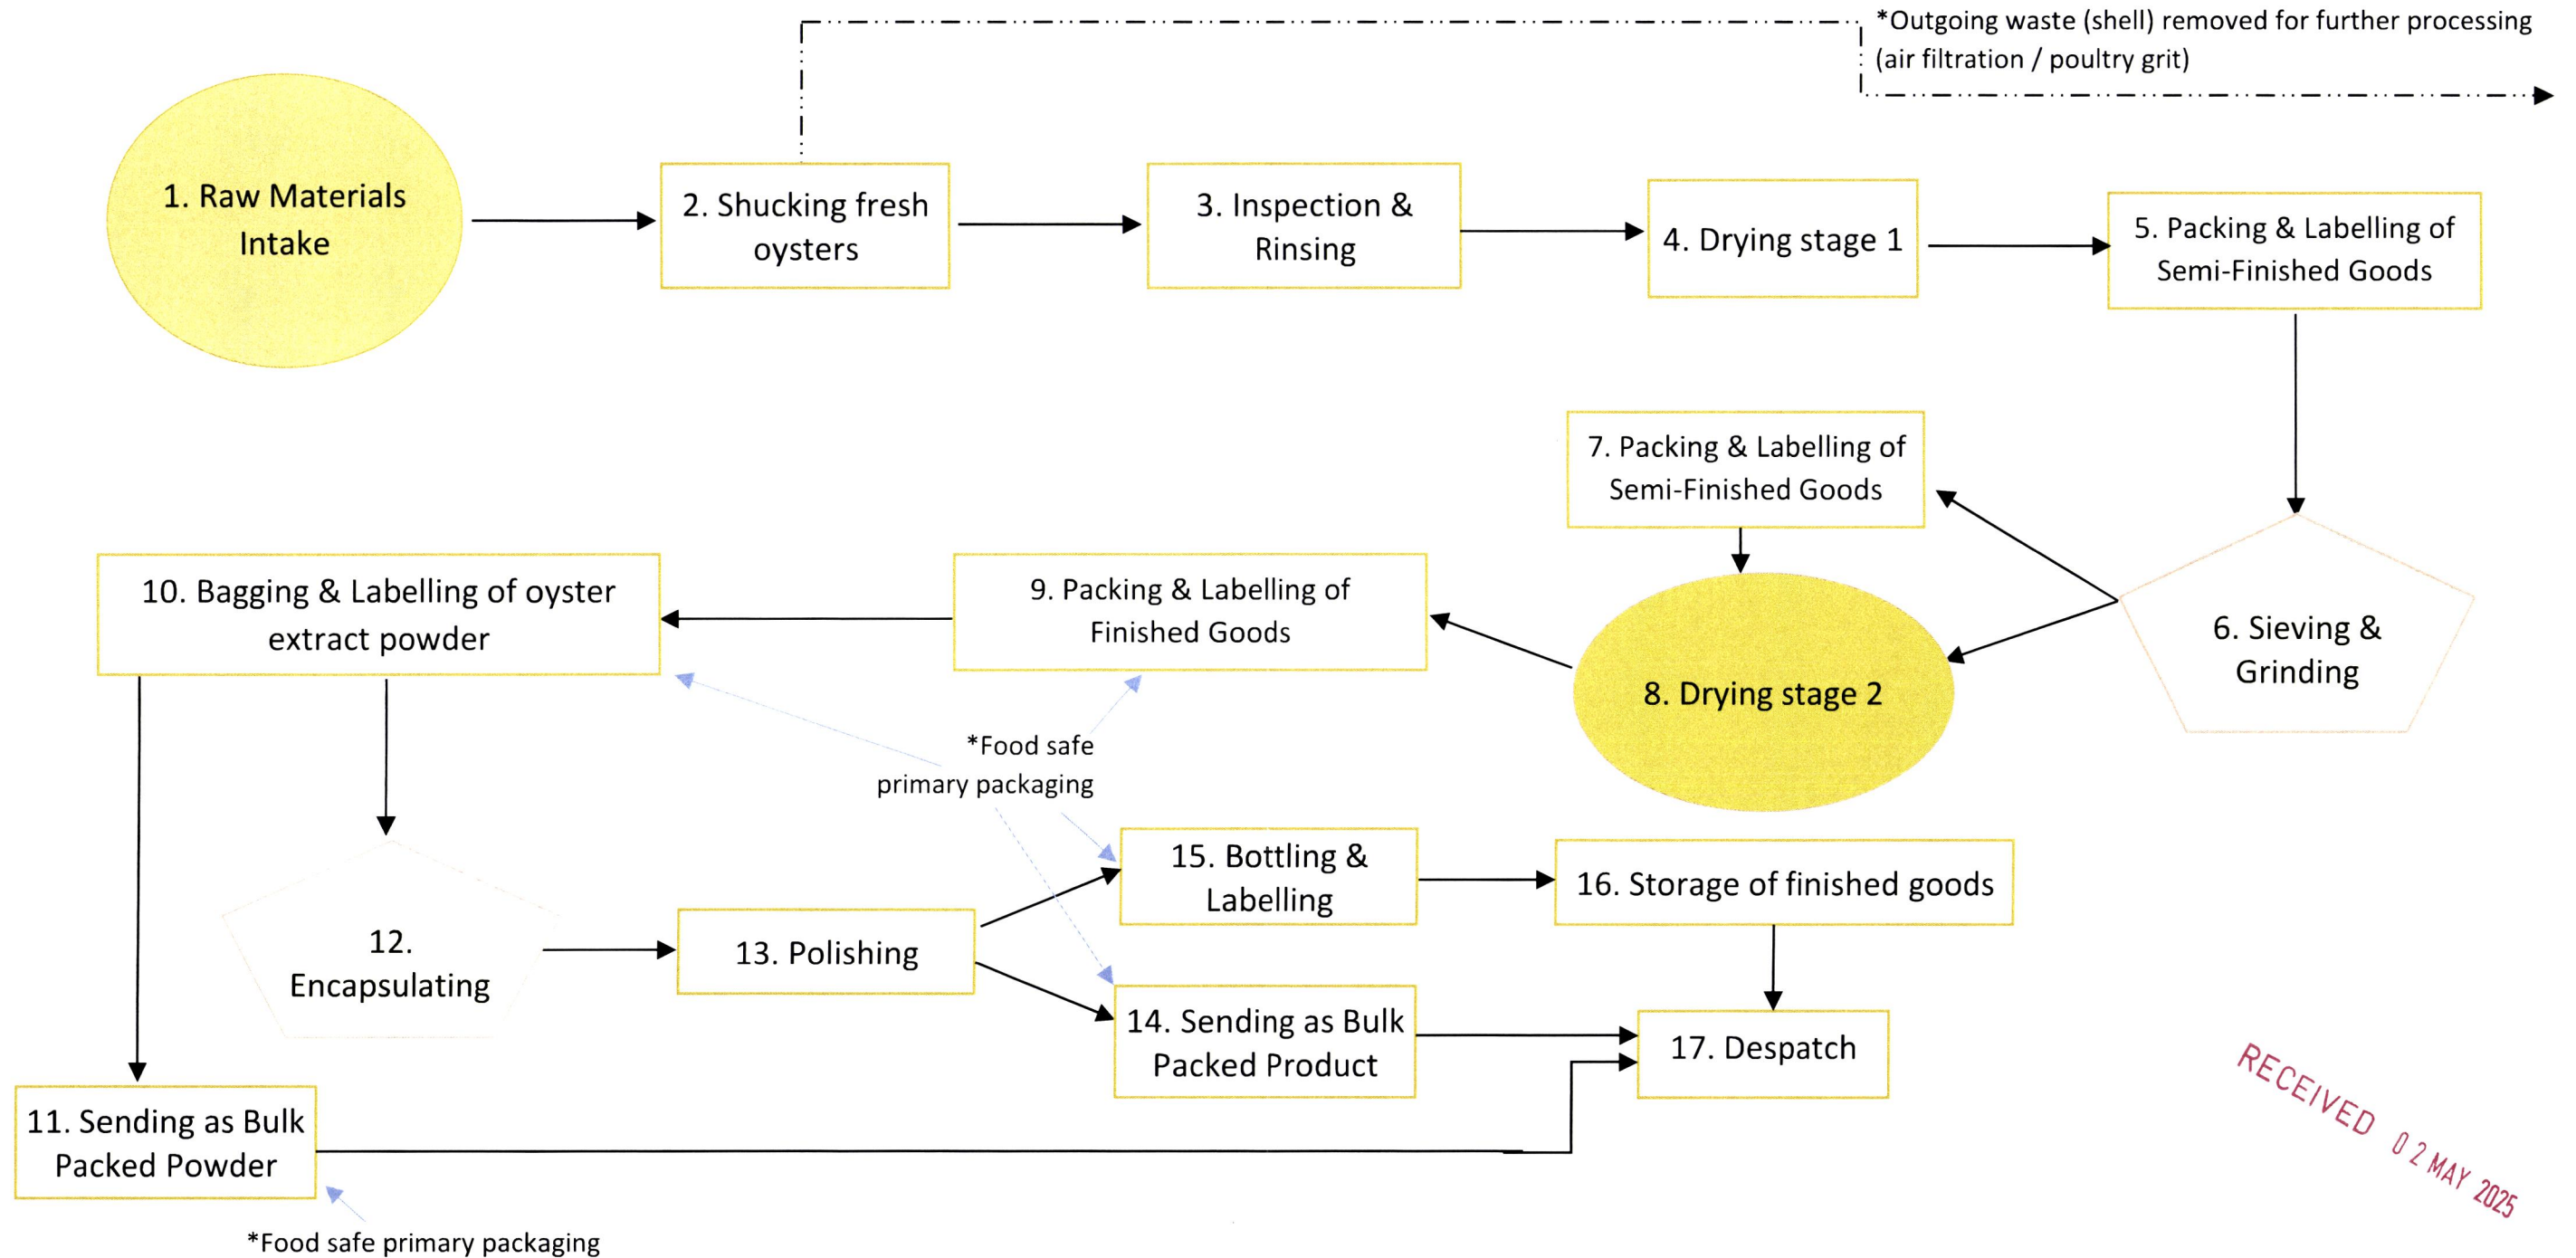 *Outgoing waste (shell) removed for further processing
(air filtration / poultry grit)
1. Raw Materials
Intake
2. Shucking fresh
oysters
3. Inspection &
Rinsing
4. Drying stage 1
5. Packing & Labelling of
Semi-Finished Goods
6. Sieving &
Grinding
7. Packing & Labelling of
Semi-Finished Goods
8. Drying stage 2
9. Packing & Labelling of
Finished Goods
10. Bagging & Labelling of oyster
extract powder
*Food safe
primary packaging
11. Sending as Bulk
Packed Powder
*Food safe primary packaging
12.
Encapsulating
13. Polishing
14. Sending as Bulk
Packed Product
15. Bottling &
Labelling
16. Storage of finished goods
17. Despatch
RECEIVED 02 MAY 2025